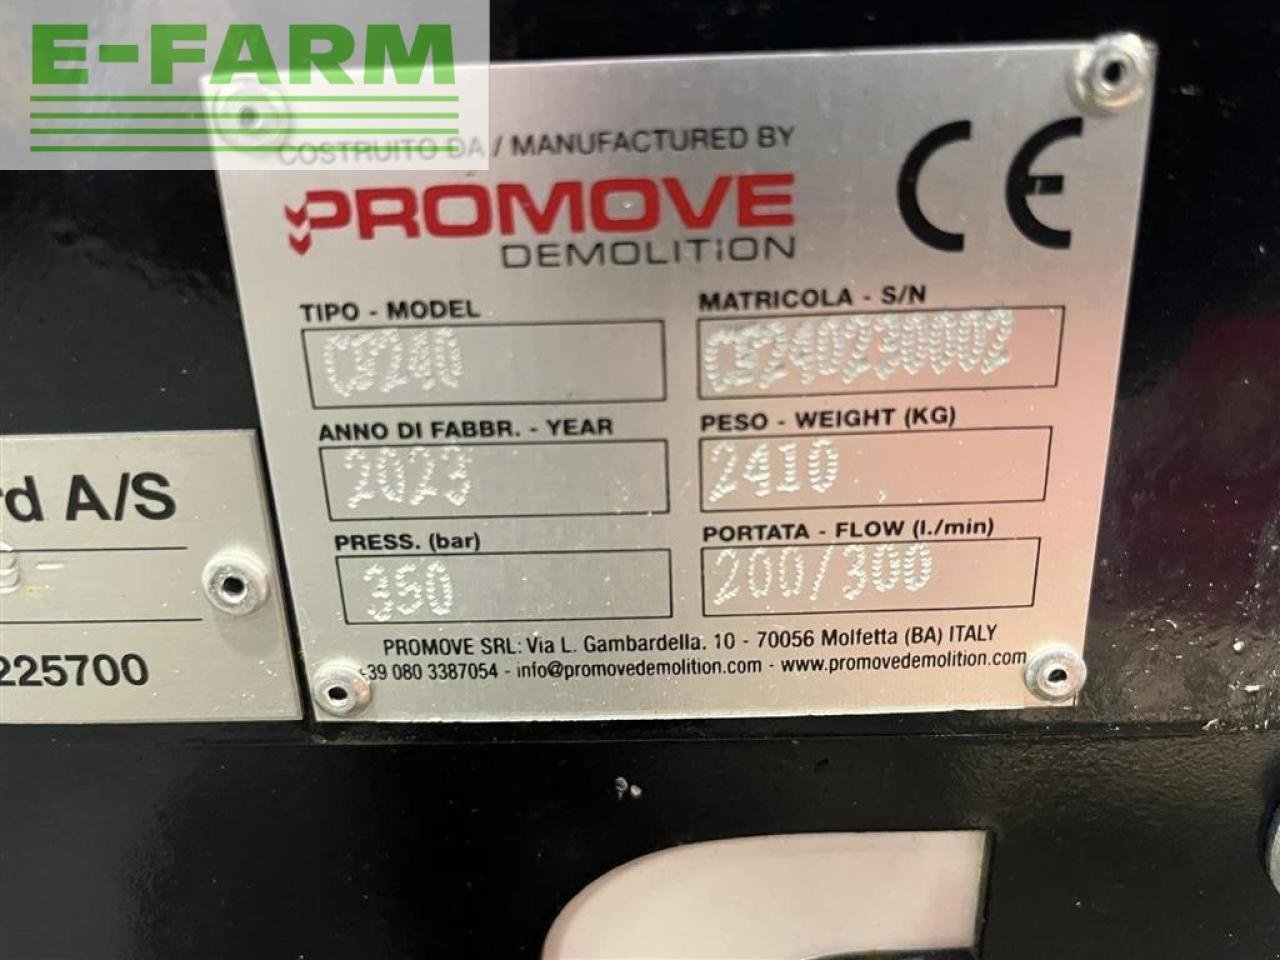 E-FARM
COSTRUITO DA / MANUFACTURED BY
PROMOVE
DEMOLITION
CE
TIPO - MODEL
MATRICOLA - S/N
CF240
CF240230002
ANNO DI FABBR. - YEAR
PESO - WEIGHT (KG)
2023
2410
PRESS. (bar)
PORTATA - FLOW (l./min)
350
200/300
PROMOVE SRL: Via L. Gambardella, 10 - 70056 Molfetta (BA) ITALY
+39 080 3387054 - info@promovedemolition.com - www.promovedemolition.com
rd A/S
225700